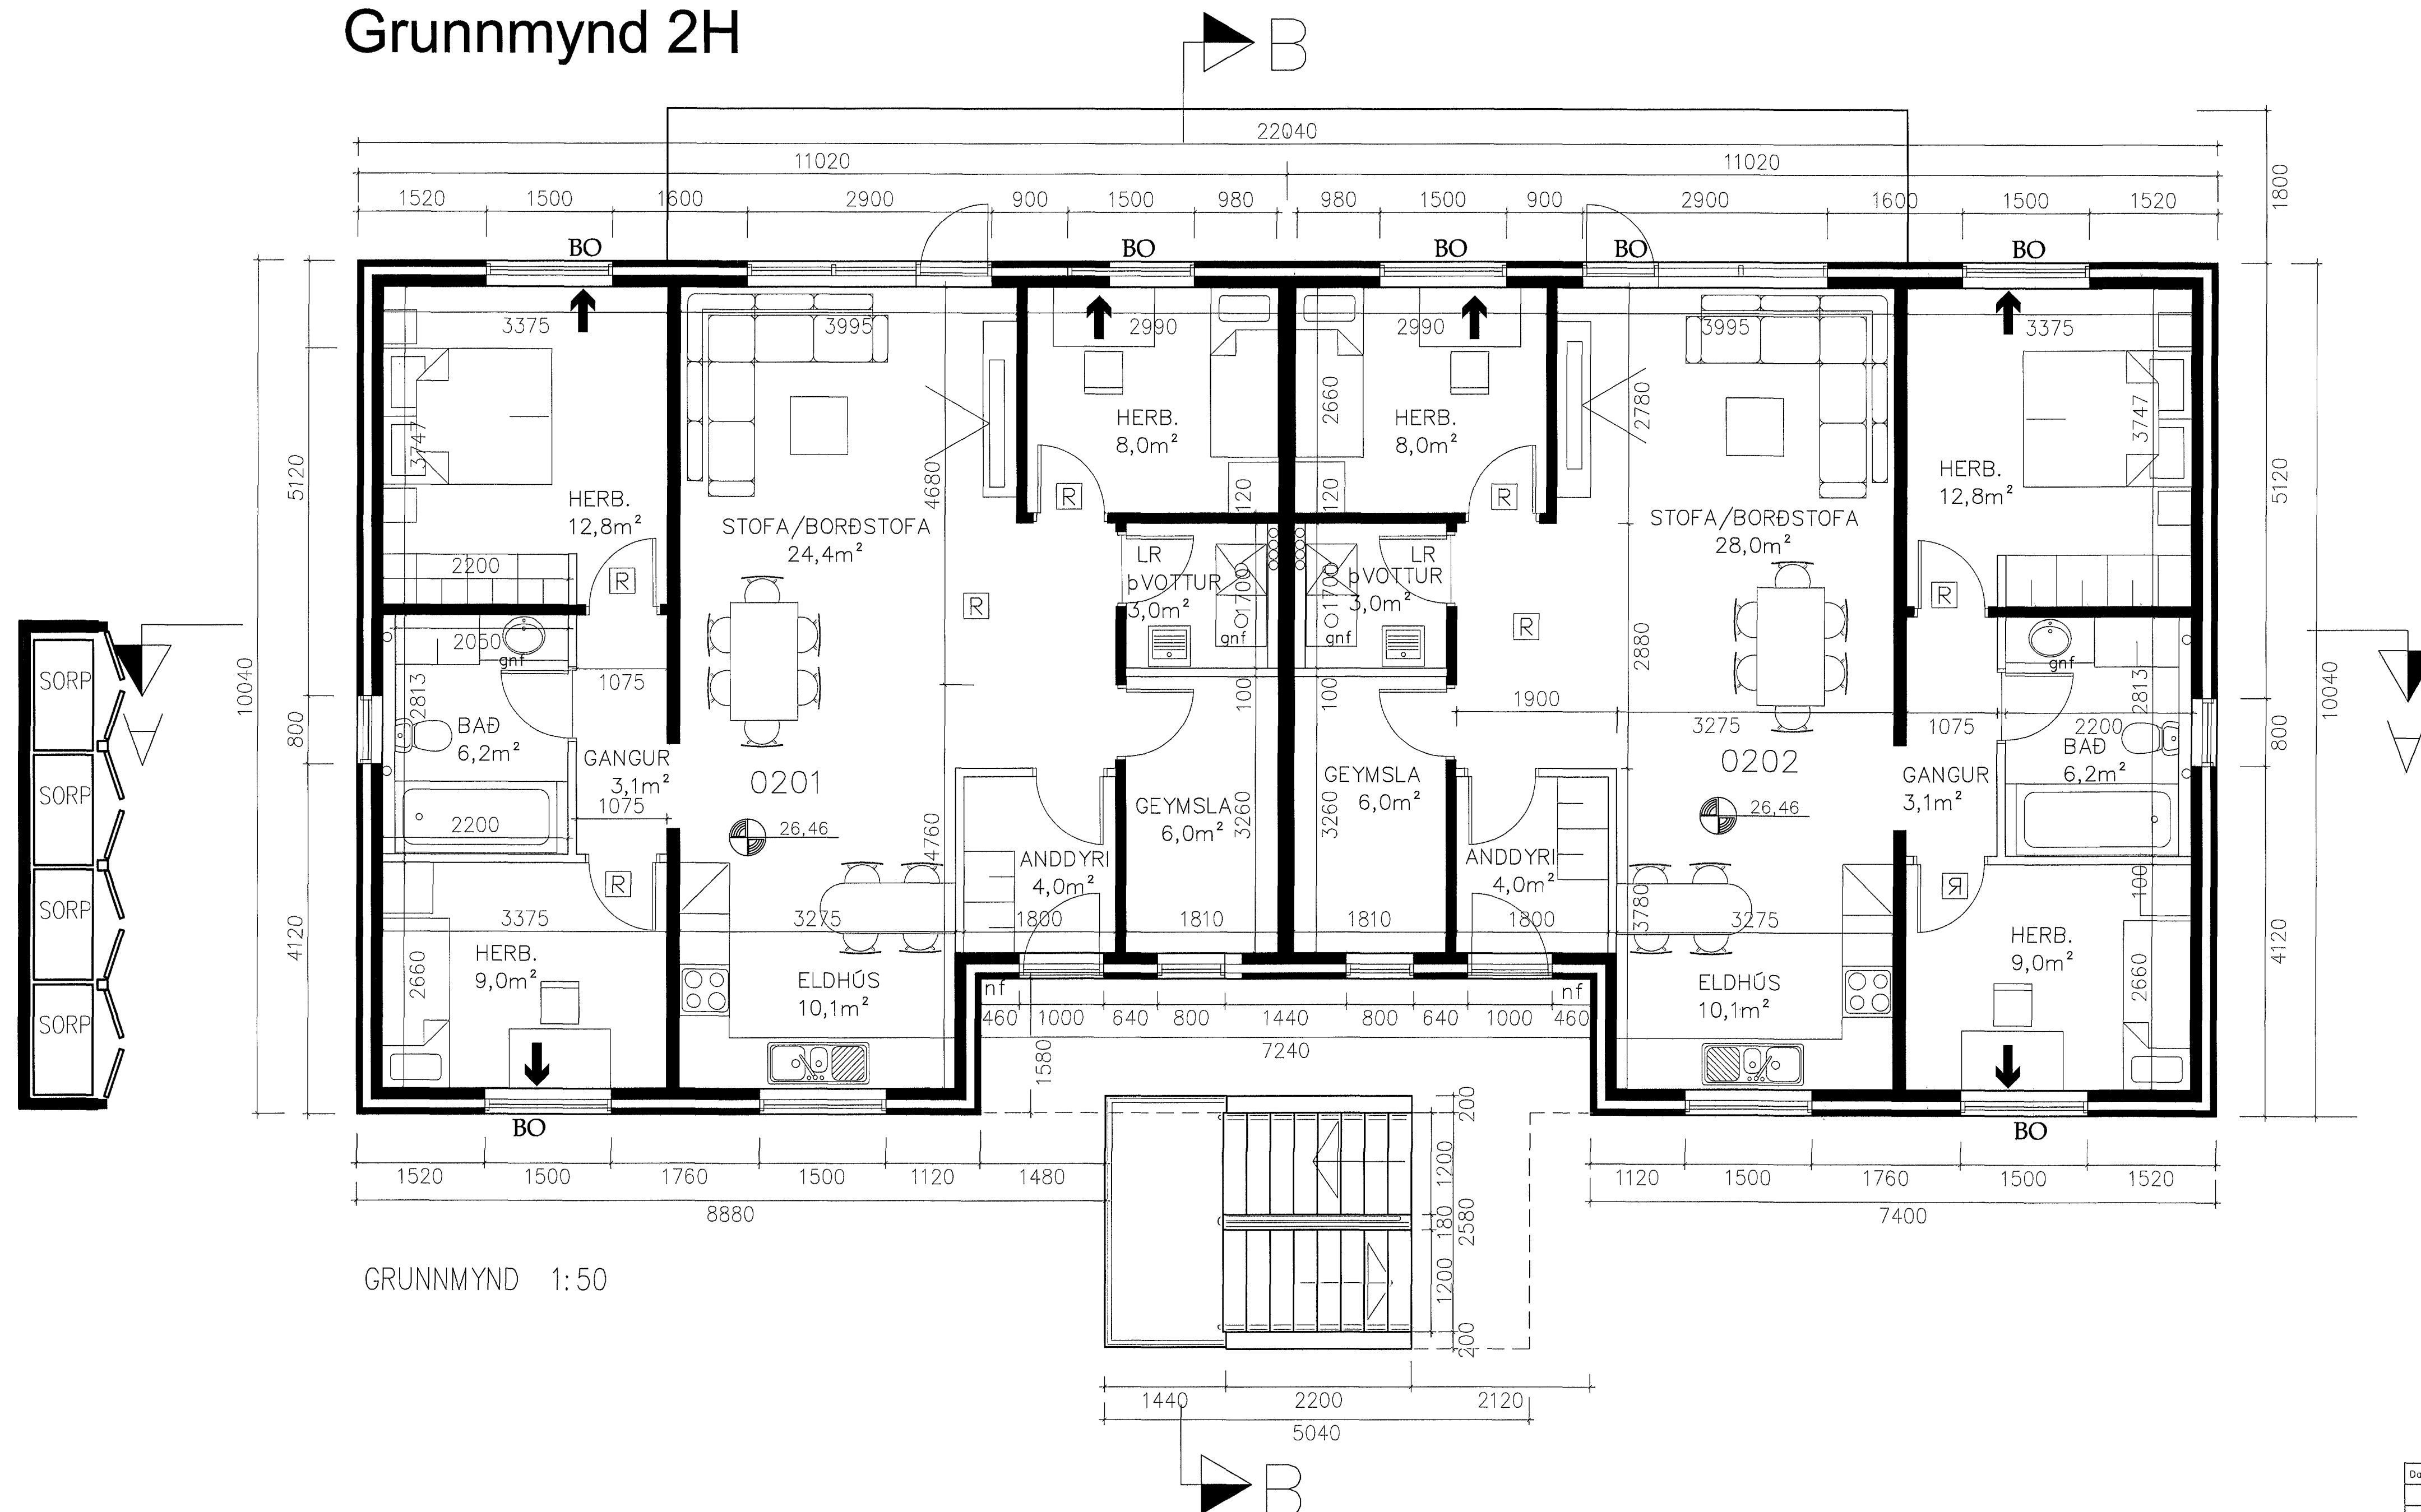 Grunnmynd 2H
B
22040
11020
11020
1520
1500
1600
2900
900
1500
980
980
1500
900
2900
1600
1500
1520
1800
BO
BO
BO
BO
BO
3375
3995
2990
2990
3995
3375
3747
4680
2660
2780
3747
HERB.
8,0m²
HERB.
8,0m²
HERB.
12,8m²
HERB.
12,8m²
5120
5120
120
120
R
R
STOFA/BORÐSTOFA
24,4m²
STOFA/BORÐSTOFA
28,0m²
LR
ÞVOTTUR
3,0m²
LR
ÞVOTTUR
3,0m²
2200
R
R
R
R
1700
1700
gnf
gnf
2050
gnf
gnf
1075
2813
2880
2813
100
100
1900
3275
1075
2200
10040
800
800
10040
SORP
SORP
SORP
SORP
A
A
BAÐ
6,2m²
BAÐ
6,2m²
GANGUR
3,1m²
GANGUR
3,1m²
1075
2200
0201
0202
26,46
26,46
GEYMSLA
6,0m²
GEYMSLA
6,0m²
3260
3260
4760
ANDDYRI
4,0m²
ANDDYRI
4,0m²
R
R
100
3780
3375
3275
1800
1810
1810
1800
3275
4120
4120
2660
2660
HERB.
9,0m²
HERB.
9,0m²
ELDHÚS
10,1m²
ELDHÚS
10,1m²
nf
nf
460
1000
640
800
1440
800
640
1000
460
7240
1580
BO
BO
1520
1500
1760
1500
1120
1480
8880
1120
1500
1760
1500
1520
7400
200
1200
180
2580
1200
200
GRUNNMYND 1:50
1440
2200
2120
5040
B